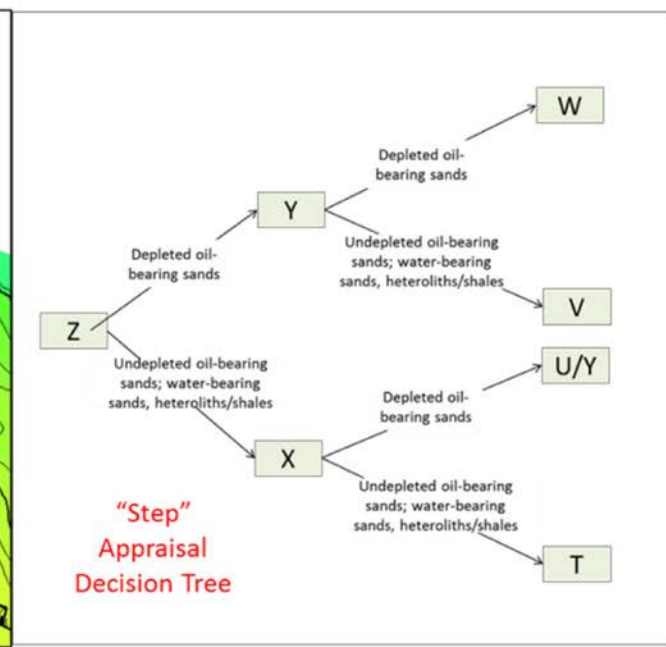 W
Depleted oil-
bearing sands
Y
Undepleted oil-bearing
sands; water-bearing
sands, heteroliths/shales
Depleted oil-
bearing sands
V
Z
U/Y
Undepleted oil-bearing
sands; water-bearing
sands, heteroliths/shales
Depleted oil-
bearing sands
X
Undepleted oil-bearing
sands; water-bearing
sands, heteroliths/shales
T
“Step”
Appraisal
Decision Tree